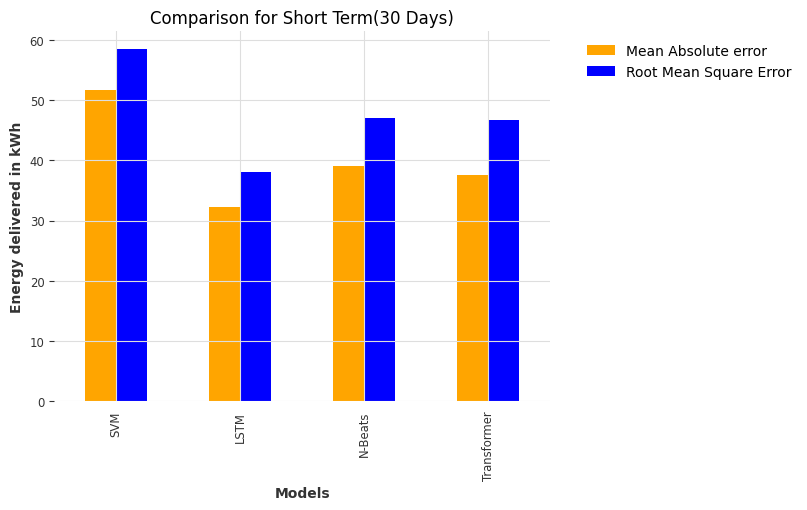 Comparison for Short Term(30 Days)
Mean Absolute error
Root Mean Square Error
Energy delivered in kWh
60
50
40
30
20
10
0
SVM
LSTM
N-Beats
Transformer
Models